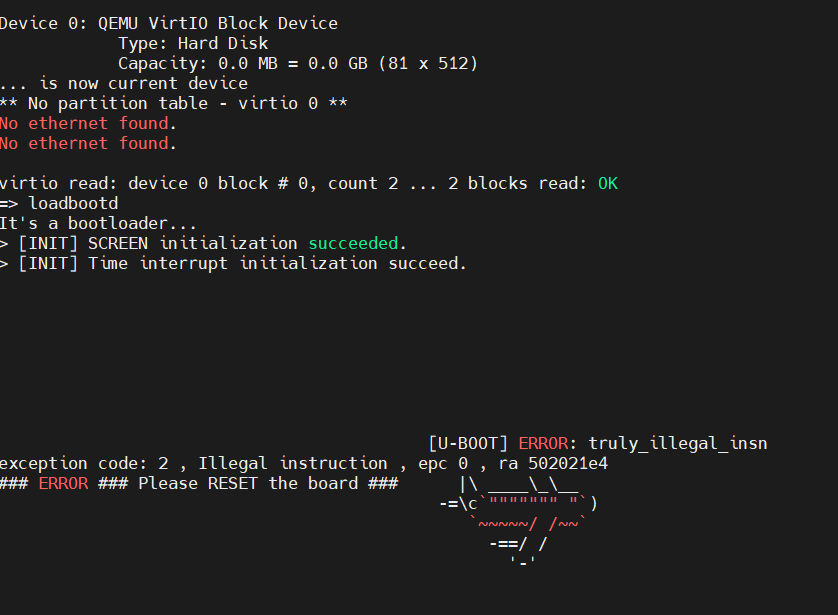 Device 0: QEMU VirtIO Block Device
            Type: Hard Disk
            Capacity: 0.0 MB = 0.0 GB (81 x 512)
... is now current device
** No partition table - virtio 0 **
No ethernet found.
No ethernet found.

virtio read: device 0 block # 0, count 2 ... 2 blocks read: OK
=> loadbootd
It's a bootloader...
> [INIT] SCREEN initialization succeeded.
> [INIT] Time interrupt initialization succeed.
                                           [U-BOOT] ERROR: truly_illegal_insn
exception code: 2 , Illegal instruction , epc 0 , ra 502021e4
### ERROR ### Please RESET the board ###      |\ ____\_\__
                                            -=\c`""""""" "`)
                                               `~~~~~/ /~~`
                                                 -==/ /
                                                   '-'